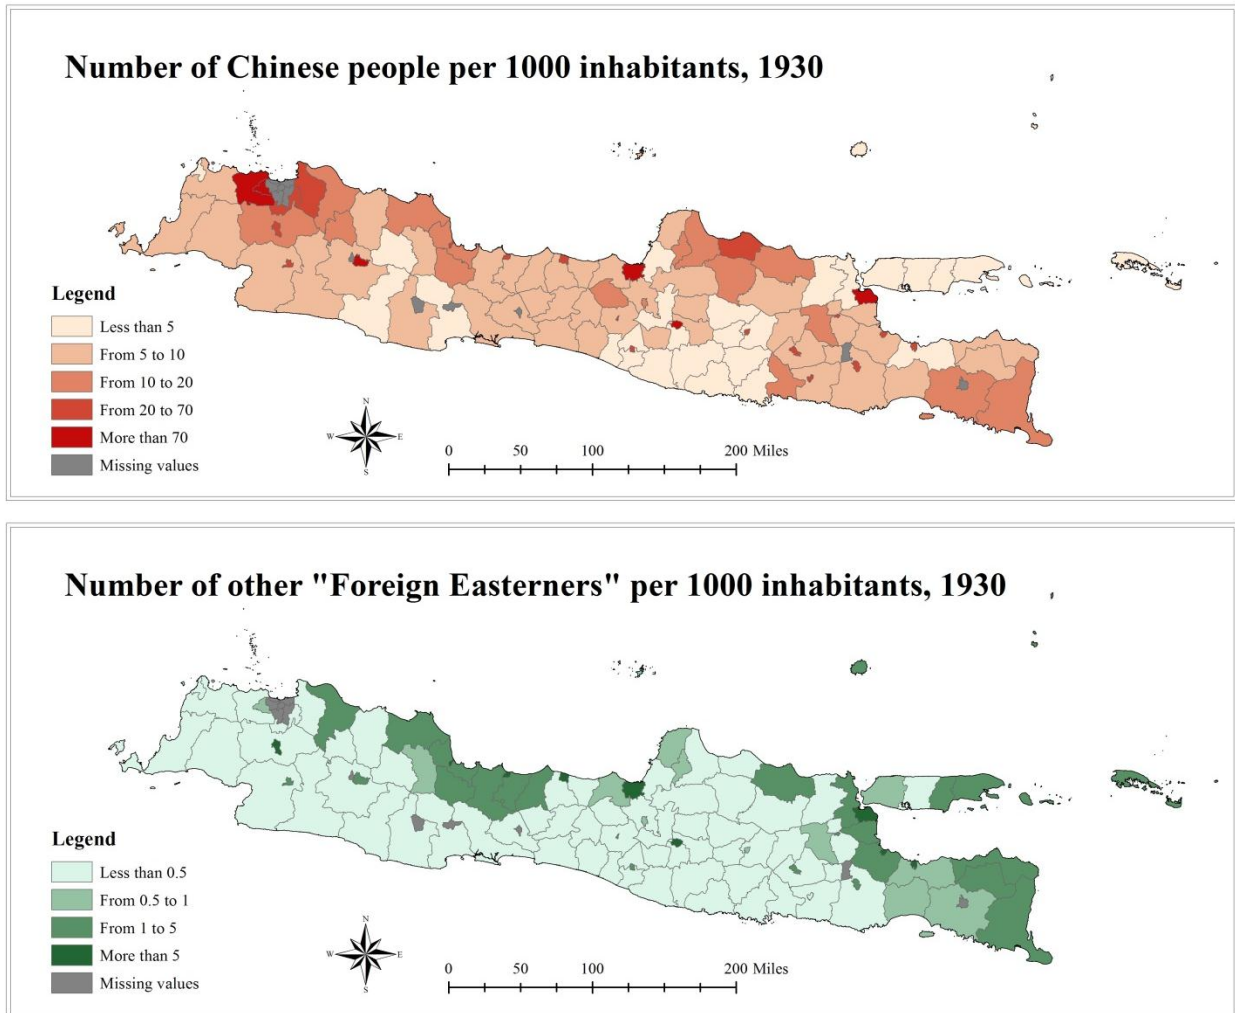 Number of Chinese people per 1000 inhabitants, 1930
Legend
Less than 5
From 5 to 10
From 10 to 20
From 20 to 70
More than 70
Missing values
N
W E
S
0 50 100 200 Miles
Number of other "Foreign Easterners" per 1000 inhabitants, 1930
Legend
Less than 0.5
From 0.5 to 1
From 1 to 5
More than 5
Missing values
N
W E
S
0 50 100 200 Miles